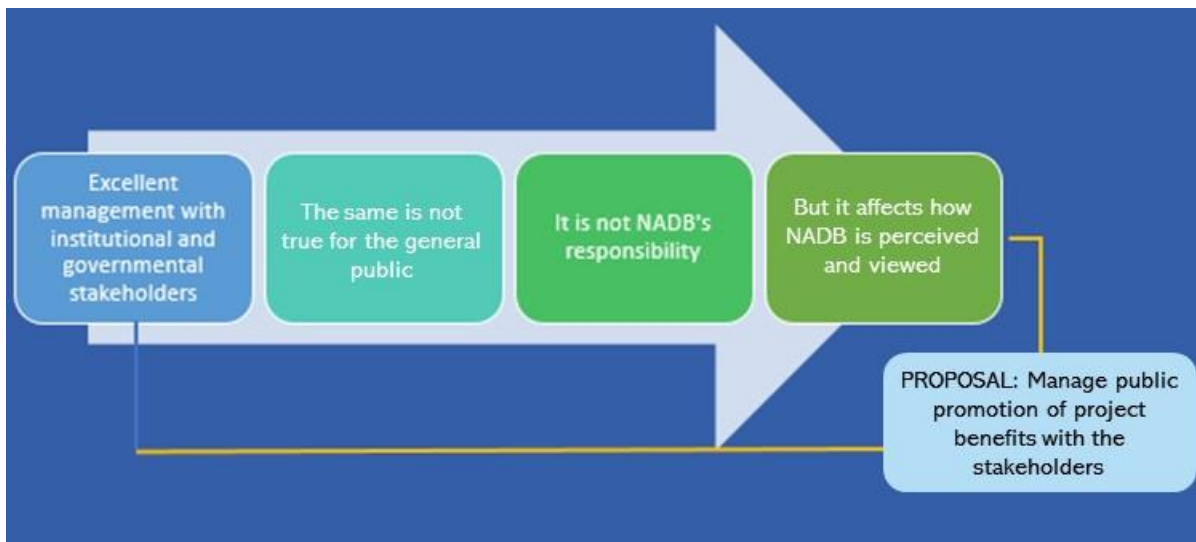 Excellent
management with
institutional and
governmental
stakeholders
The same is not
true for the general
public
It is not NADB's
responsibility
But it affects how
NADB is perceived
and viewed
PROPOSAL: Manage public
promotion of project
benefits with the
stakeholders